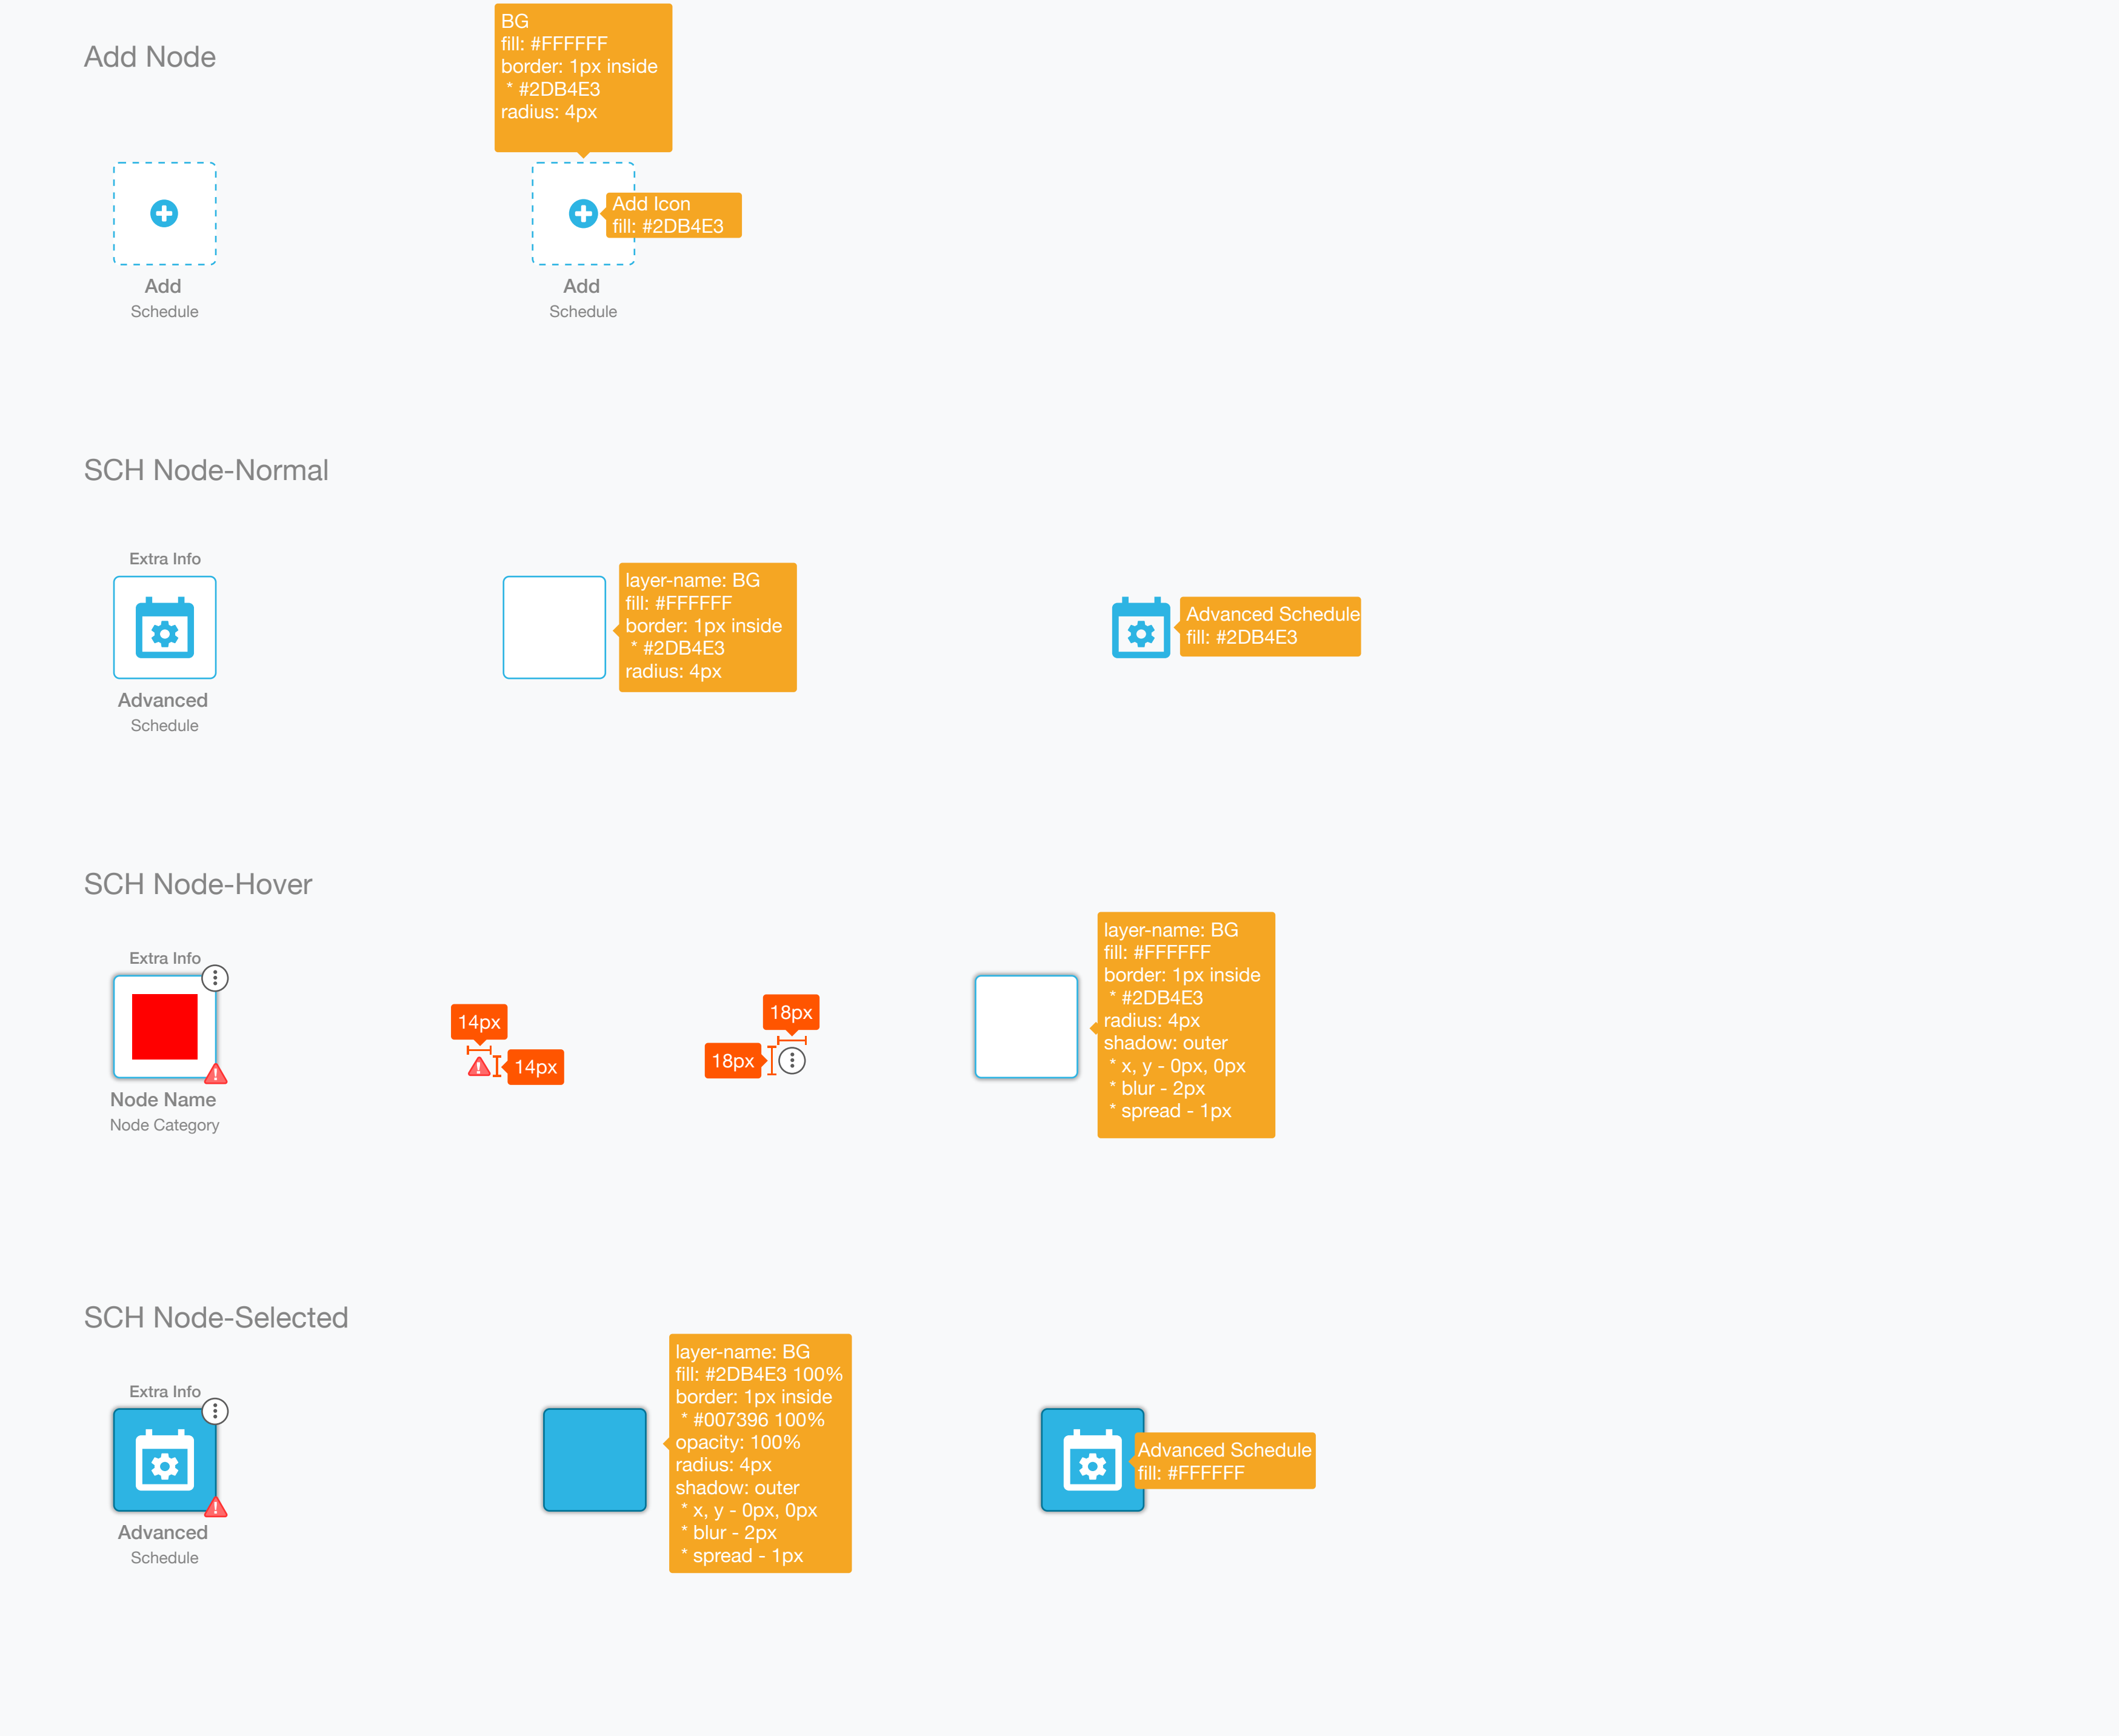 Add Node
BG
fill: #FFFFFF
border: 1px inside
* #2DB4E3
radius: 4px
Add Icon
fill: #2DB4E3
Add
Schedule
Add
Schedule
SCH Node-Normal
Extra Info
Advanced
Schedule
layer-name: BG
fill: #FFFFFF
border: 1px inside
* #2DB4E3
radius: 4px
Advanced Schedule
fill: #2DB4E3
SCH Node-Hover
Extra Info
Node Name
Node Category
14px
14px
18px
18px
layer-name: BG
fill: #FFFFFF
border: 1px inside
* #2DB4E3
radius: 4px
shadow: outer
* x, y - 0px, 0px
* blur - 2px
* spread - 1px
SCH Node-Selected
Extra Info
Advanced
Schedule
layer-name: BG
fill: #2DB4E3 100%
border: 1px inside
* #007396 100%
opacity: 100%
radius: 4px
shadow: outer
* x, y - 0px, 0px
* blur - 2px
* spread - 1px
Advanced Schedule
fill: #FFFFFF